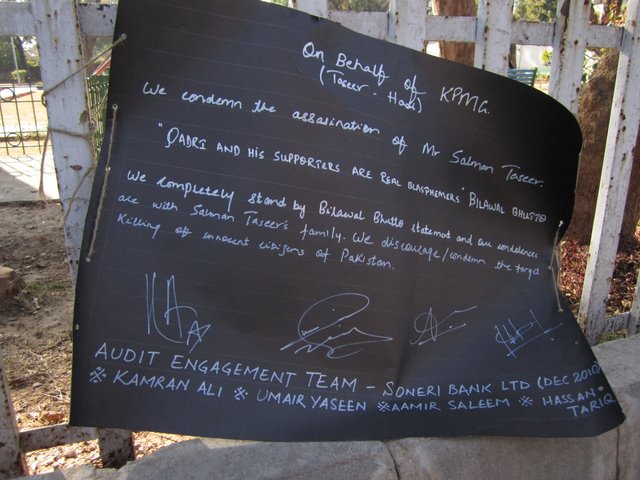 On Behalf of KPMG.
(Taseer - Hadi)
We condemn the assasination of Mr Salman Taseer.
"QADRI AND HIS SUPPORTERS ARE REAL BLASPHEMERS" BILAWAL BHUTTO
We completely stand by Bilawal Bhutto statement and our condolences
are with Salman Taseer's family. We discourage/condemn the target
killing of innocent citizens of Pakistan.
AUDIT ENGAGEMENT TEAM - SONERI BANK LTD (DEC 2010)
※ KAMRAN ALI ※ UMAIR YASEEN ※ AAMIR SALEEM ※ HASSAN
TARIQ